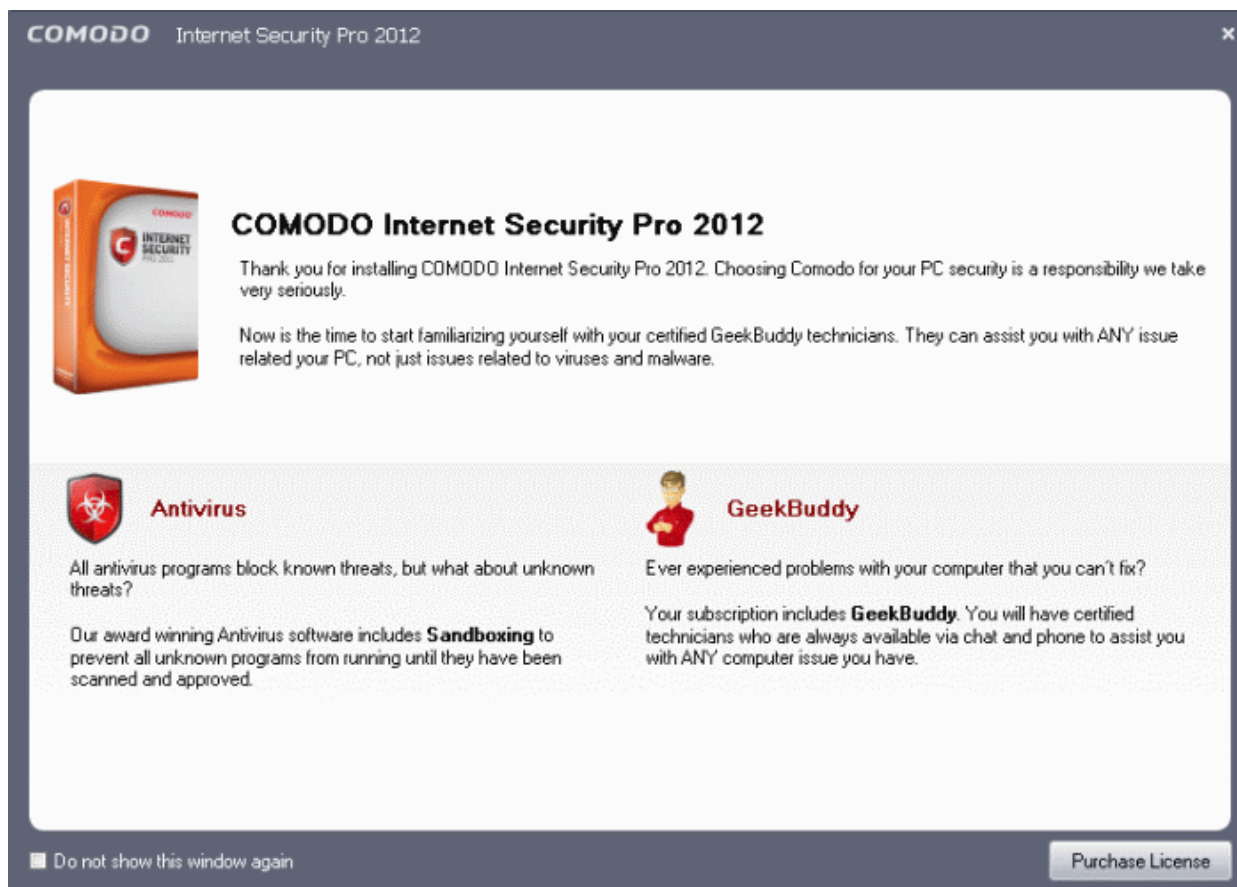 COMODO Internet Security Pro 2012
COMODO
INTERNET
SECURITY
COMODO Internet Security Pro 2012
Thank you for installing COMODO Internet Security Pro 2012. Choosing Comodo for your PC security is a responsibility we take
very seriously.
Now is the time to start familiarizing yourself with your certified GeekBuddy technicians. They can assist you with ANY issue
related your PC, not just issues related to viruses and malware.
Antivirus
All antivirus programs block known threats, but what about unknown
threats?
Our award winning Antivirus software includes Sandboxing to
prevent all unknown programs from running until they have been
scanned and approved.
GeekBuddy
Ever experienced problems with your computer that you can't fix?
Your subscription includes GeekBuddy. You will have certified
technicians who are always available via chat and phone to assist you
with ANY computer issue you have.
Do not show this window again
Purchase License